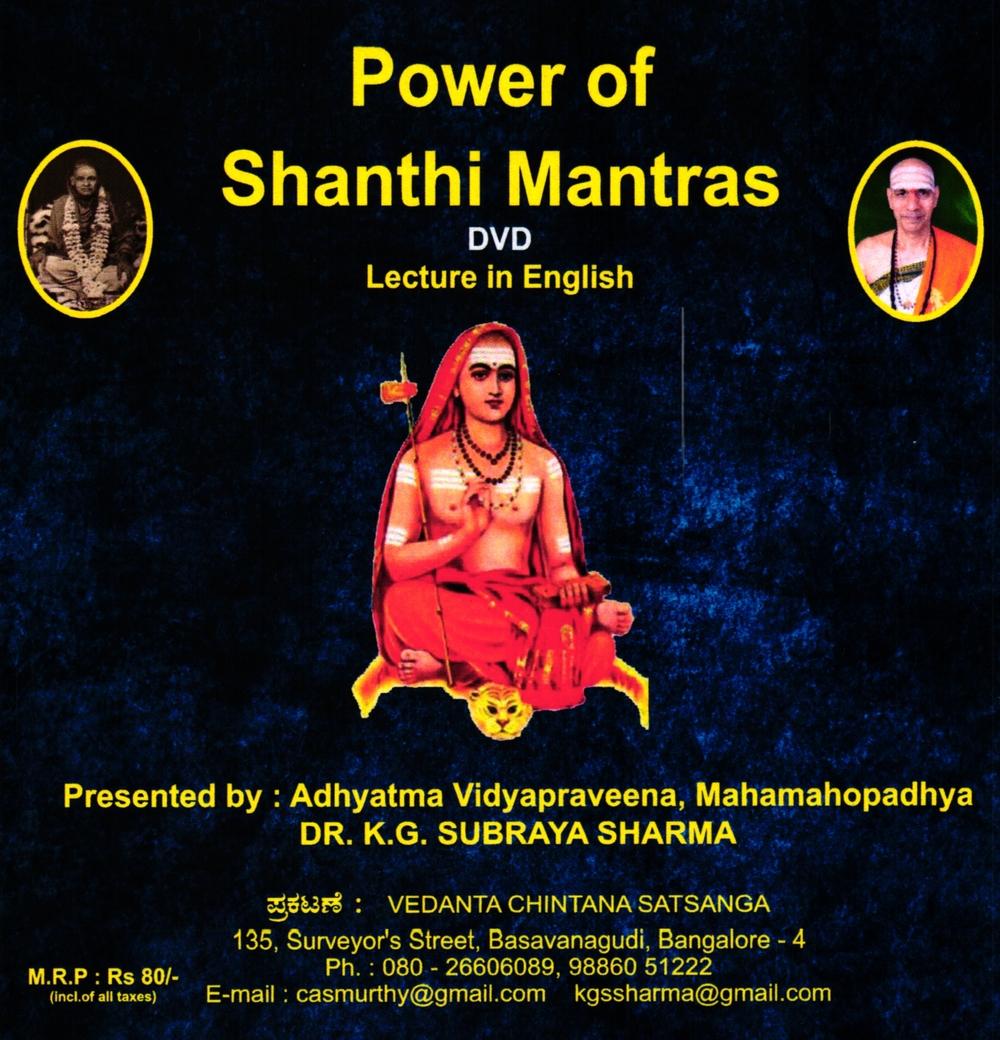 Power of
Shanthi Mantras
DVD
Lecture in English
Presented by : Adhyatma Vidyapraveena, Mahamahopadhya
DR. K.G. SUBRAYA SHARMA
ಪ್ರಕಟಣೆ : VEDANTA CHINTANA SATSANGA
135, Surveyor's Street, Basavanagudi, Bangalore - 4
Ph. : 080 - 26606089, 98860 51222
E-mail : casmurthy@gmail.com kgssharma@gmail.com
M.R.P : Rs 80/-
(incl.of all taxes)